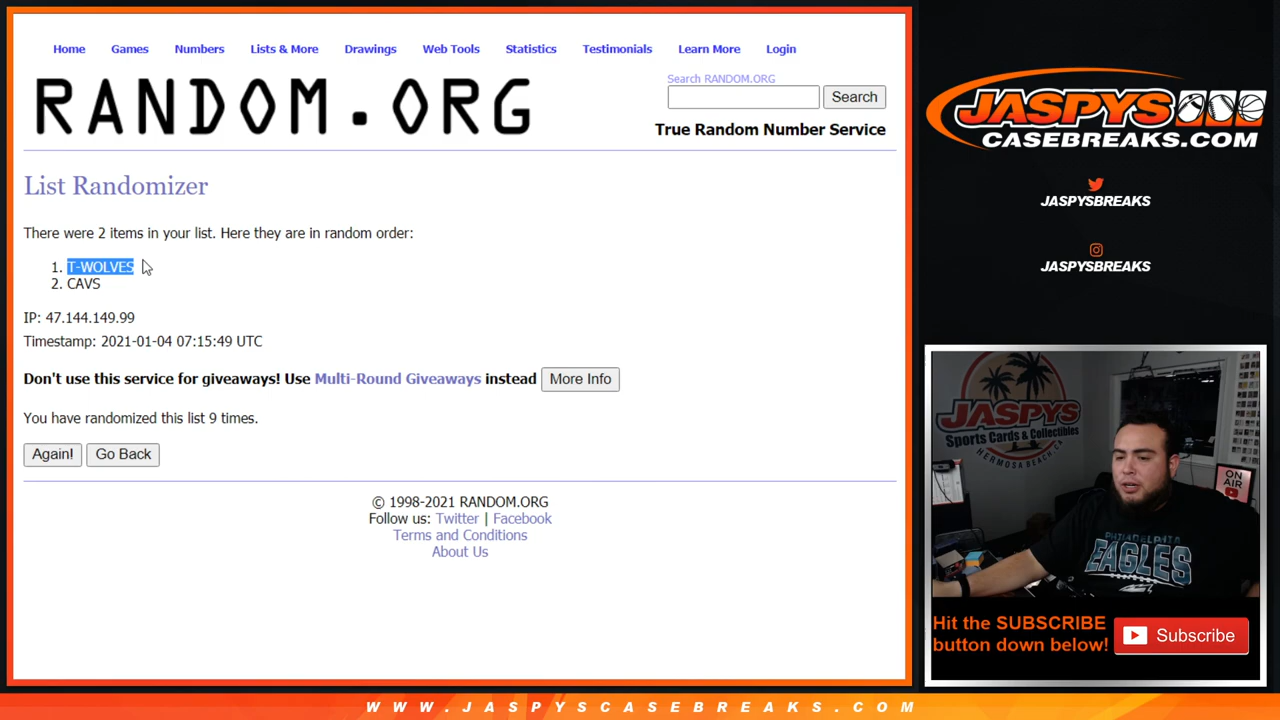 Home Games Numbers Lists & More Drawings Web Tools Statistics Testimonials Learn More Login
RANDOM.ORG
Search RANDOM.ORG
Search
True Random Number Service
List Randomizer
There were 2 items in your list. Here they are in random order:
1. T-WOLVES
2. CAVS
IP: 47.144.149.99
Timestamp: 2021-01-04 07:15:49 UTC
Don't use this service for giveaways! Use Multi-Round Giveaways instead More Info
You have randomized this list 9 times.
Again! Go Back
© 1998-2021 RANDOM.ORG
Follow us: Twitter | Facebook
Terms and Conditions
About Us
JASPYS
CASEBREAKS.COM
JASPYSBREAKS
JASPYSBREAKS
JASPYS
Sports Cards & Collectibles
HERMOSA BEACH, CA
ON
AIR
PHILADELPHIA
EAGLES
Hit the SUBSCRIBE
button down below!
Subscribe
WWW.JASPYSCASEBREAKS.COM